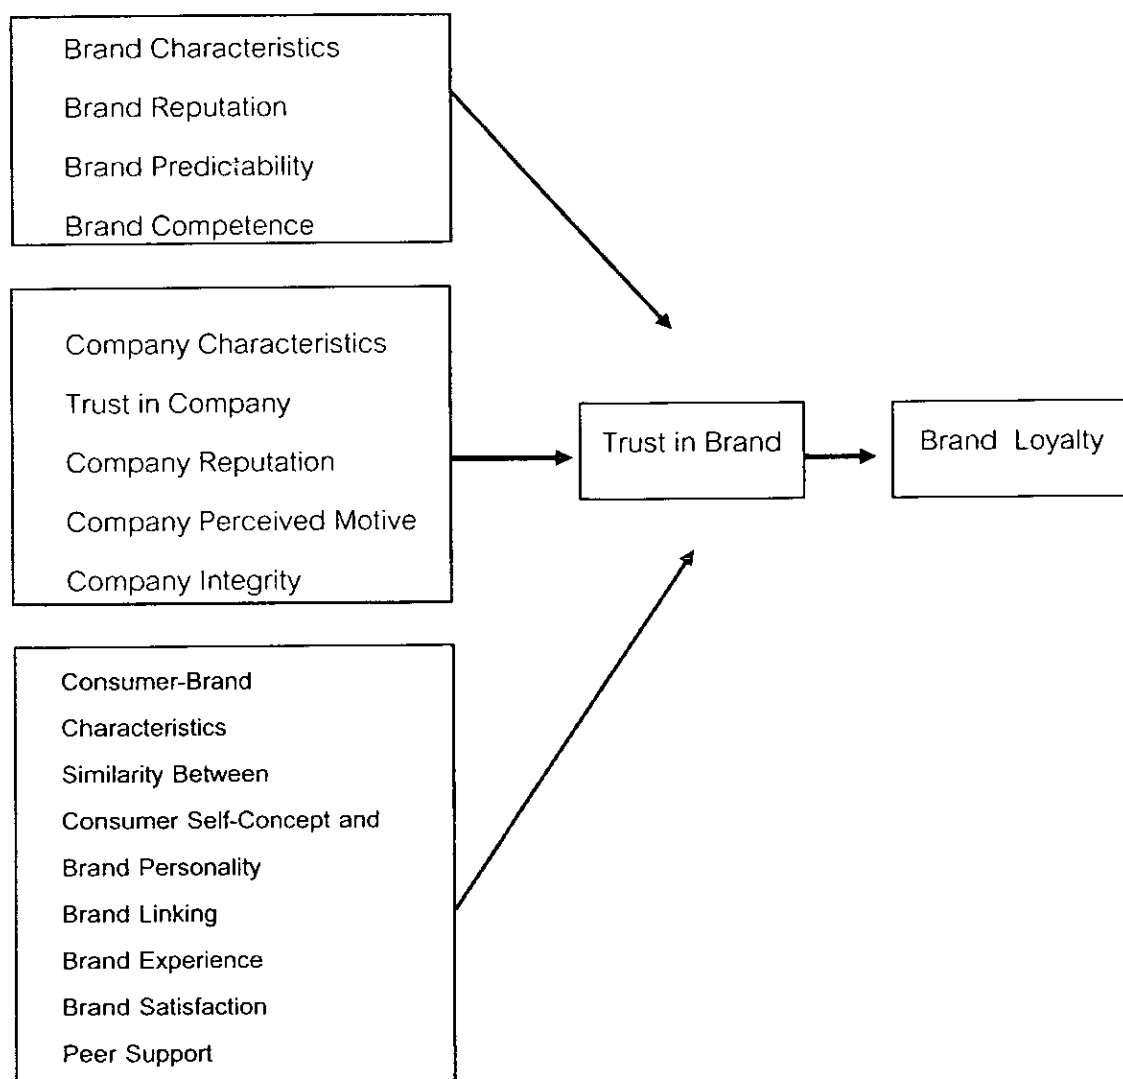 Brand Characteristics
Brand Reputation
Brand Predictability
Brand Competence
Company Characteristics
Trust in Company
Company Reputation
Company Perceived Motive
Company Integrity
Trust in Brand
Brand Loyalty
Consumer-Brand
Characteristics
Similarity Between
Consumer Self-Concept and
Brand Personality
Brand Linking
Brand Experience
Brand Satisfaction
Peer Support